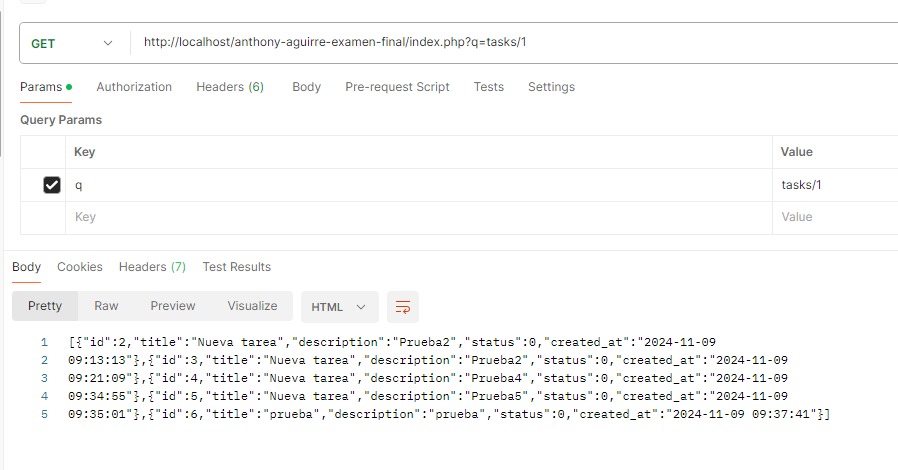 GET http://localhost/anthony-aguirre-examen-final/index.php?q=tasks/1
Params Authorization Headers (6) Body Pre-request Script Tests Settings
Query Params
Key Value
q tasks/1
Key Value
Body Cookies Headers (7) Test Results
Pretty Raw Preview Visualize HTML
1 [{"id":2,"title":"Nueva tarea","description":"Prueba2","status":0,"created_at":"2024-11-09
2 09:13:13"},{"id":3,"title":"Nueva tarea","description":"Prueba2","status":0,"created_at":"2024-11-09
3 09:21:09"},{"id":4,"title":"Nueva tarea","description":"Prueba4","status":0,"created_at":"2024-11-09
4 09:34:55"},{"id":5,"title":"Nueva tarea","description":"Prueba5","status":0,"created_at":"2024-11-09
5 09:35:01"},{"id":6,"title":"prueba","description":"prueba","status":0,"created_at":"2024-11-09 09:37:41"}]